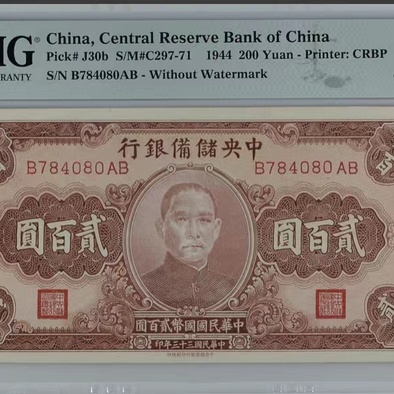 MG China, Central Reserve Bank of China
WARRANTY Pick# J30b S/M#C297-71 1944 200 Yuan - Printer: CRBP
S/N B784080AB - Without Watermark
行銀備儲央中
B784080AB B784080AB
圓百貳 圓百貳
圓百貳幣國國民華中
印年三十三國民華中